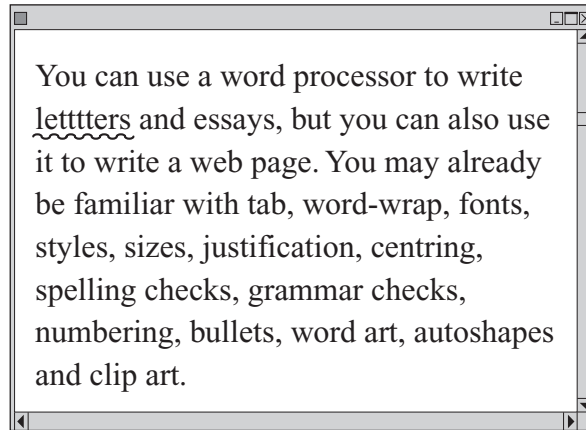 You can use a word processor to write
letttters and essays, but you can also use
it to write a web page. You may already
be familiar with tab, word-wrap, fonts,
styles, sizes, justification, centring,
spelling checks, grammar checks,
numbering, bullets, word art, autoshapes
and clip art.